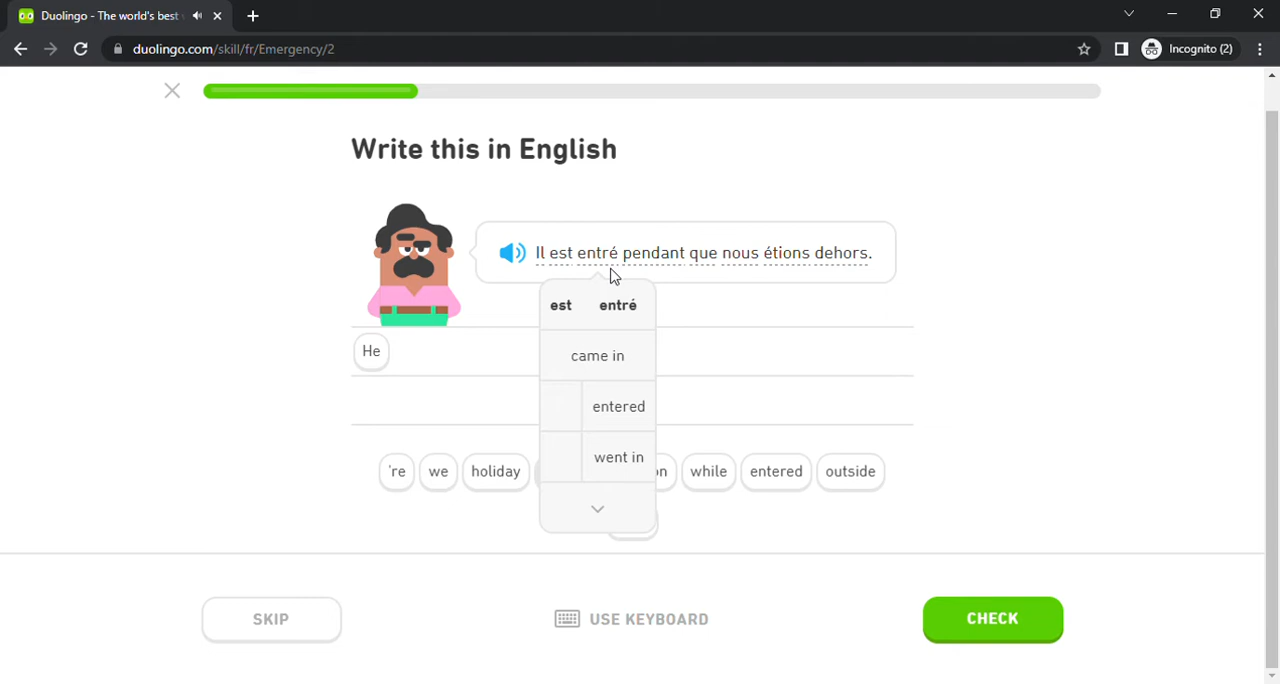 Duolingo - The world's best
duolingo.com/skill/fr/Emergency/2
Incognito (2)
Write this in English
Il est entré pendant que nous étions dehors.
est entré
came in
entered
went in
He
're we holiday while entered outside
SKIP
USE KEYBOARD
CHECK